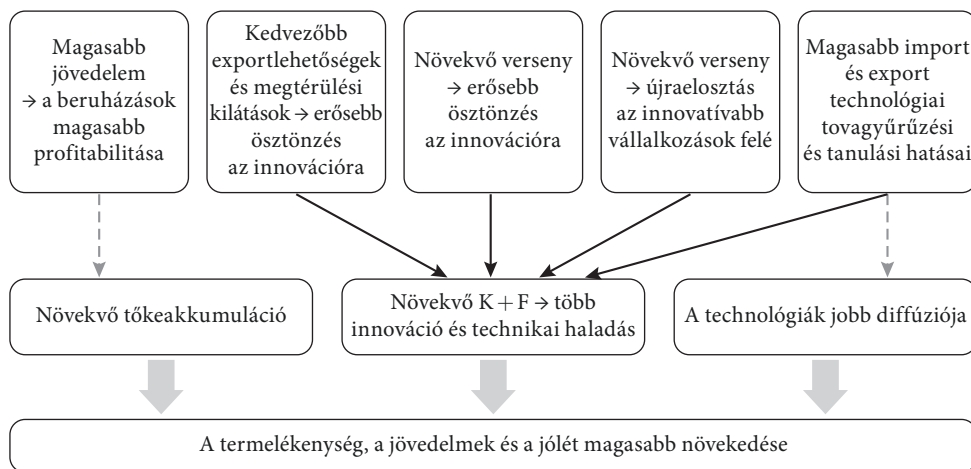 Magasabb
jövedelem
→ a beruházások
magasabb
profitabilitása
Kedvezőbb
exportlehetőségek
és megtérülési
kilátások → erősebb
ösztönzés
az innovációra
Növekvő verseny
→ erősebb
ösztönzés
az innovációra
Növekvő verseny
→ újraelosztás
az innovatívabb
vállalkozások felé
Magasabb import
és export
technológiai
tovagyűrűzési
és tanulási hatásai
Növekvő tőkeakkumuláció
Növekvő K + F → több
innováció és technikai haladás
A technológiák jobb diffúziója
A termelékenység, a jövedelmek és a jólét magasabb növekedése